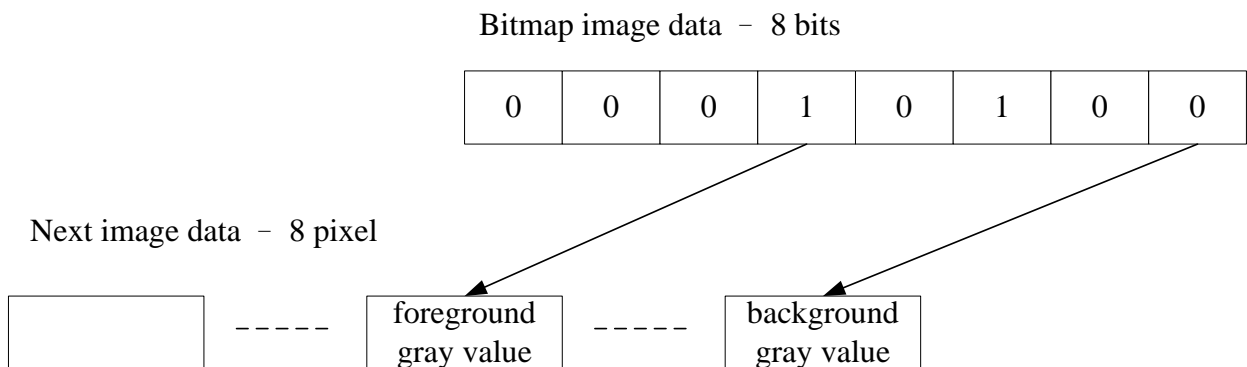 Bitmap image data - 8 bits
0 0 0 1 0 1 0 0
Next image data - 8 pixel
foreground
gray value
background
gray value